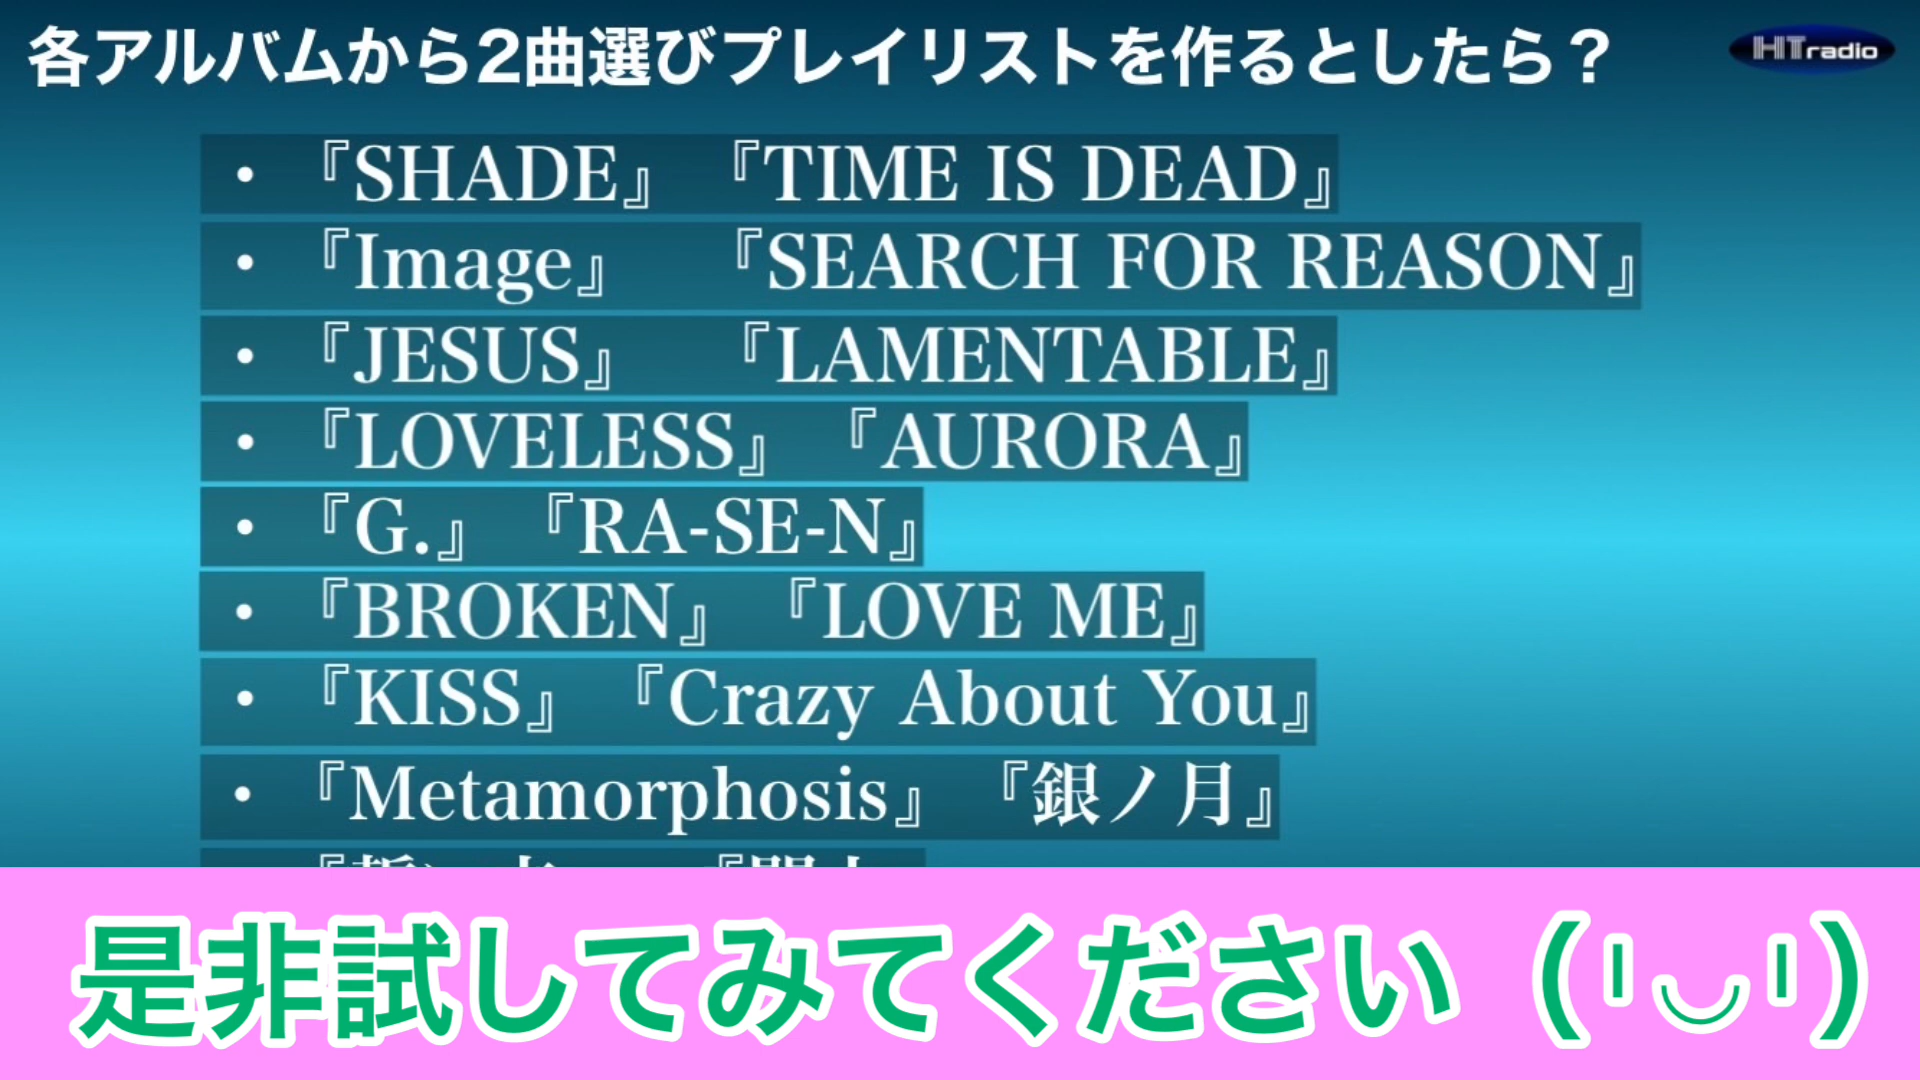 各アルバムから2曲選びプレイリストを作るとしたら？
HTradio
・『SHADE』『TIME IS DEAD』
・『Image』『SEARCH FOR REASON』
・『JESUS』『LAMENTABLE』
・『LOVELESS』『AURORA』
・『G.』『RA-SE-N』
・『BROKEN』『LOVE ME』
・『KISS』『Crazy About You』
・『Metamorphosis』『銀ノ月』
是非試してみてください（╹◡╹）